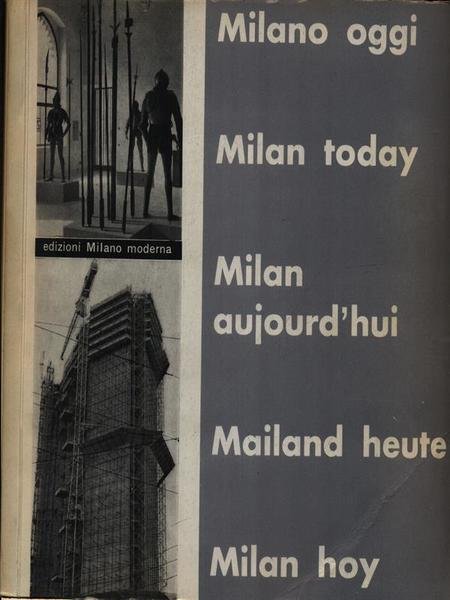 Milano oggi
Milan today
edizioni Milano moderna
Milan
aujourd'hui
Mailand heute
Milan hoy